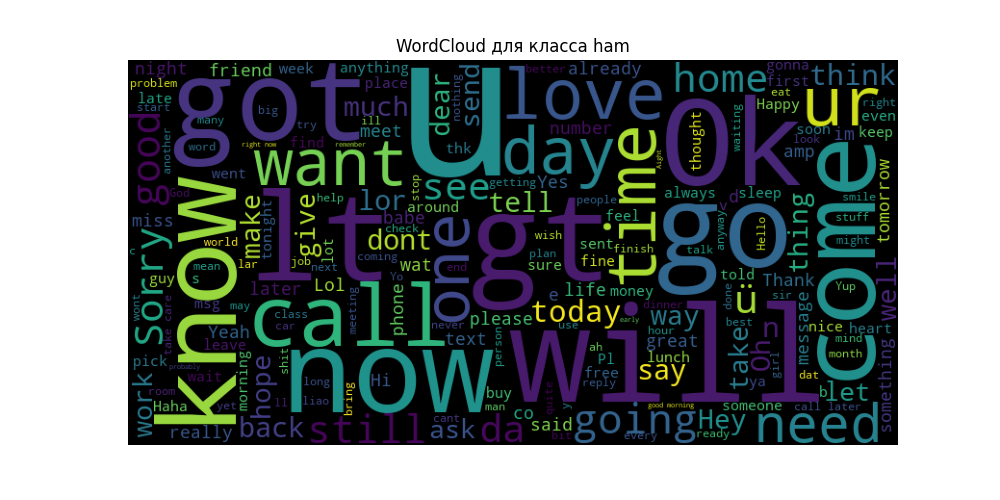 WordCloud для класса ham
night
friend
week
anything
already
gonna
problem
place
better
home
first
think
late
got
much
dear
nothing
send
u
love
ur
eat
Happy
right
start
big
meet
number
Ok
even
many
try
ill
thk
day
time
thought
waiting
soon
im
keep
good
another
word
find
right now
remember
want
see
getting
Yes
Aight
amp
look
went
God
stop
people
always
sleep
smile
know
help
tell
d
v
stuff
tomorrow
miss
make
tonight
give
lor
around
babe
feel
go
Hello
thing
might
c
sorry
world
lot
check
dont
one
wish
sent
finish
talk
anyway
come
guy
s
mean
lar
job
next
coming
wat
gt
plan
sure
fine
told
Yup
well
lt
Lol
Yo
end
e
life
money
done
Thank
later
phone
please
today
dinner
ü
sir
msg
may
class
never
text
use
early
way
best
nice
heart
wont
take care
Yeah
call
car
meeting
person
hour
great
take
Oh
n
message
mind
leave
shit
now
ah
say
month
pick
morning
hope
Hi
will
Pl
lunch
girl
something
wait
long
reply
free
ya
dat
probably
room
yet
ll
liao
bring
buy
quite
y
good morning
b
let
work
Haha
man
co
someone
call later
really
back
still
cant
ask
da
said
bit
going
every
Hey
ready
need